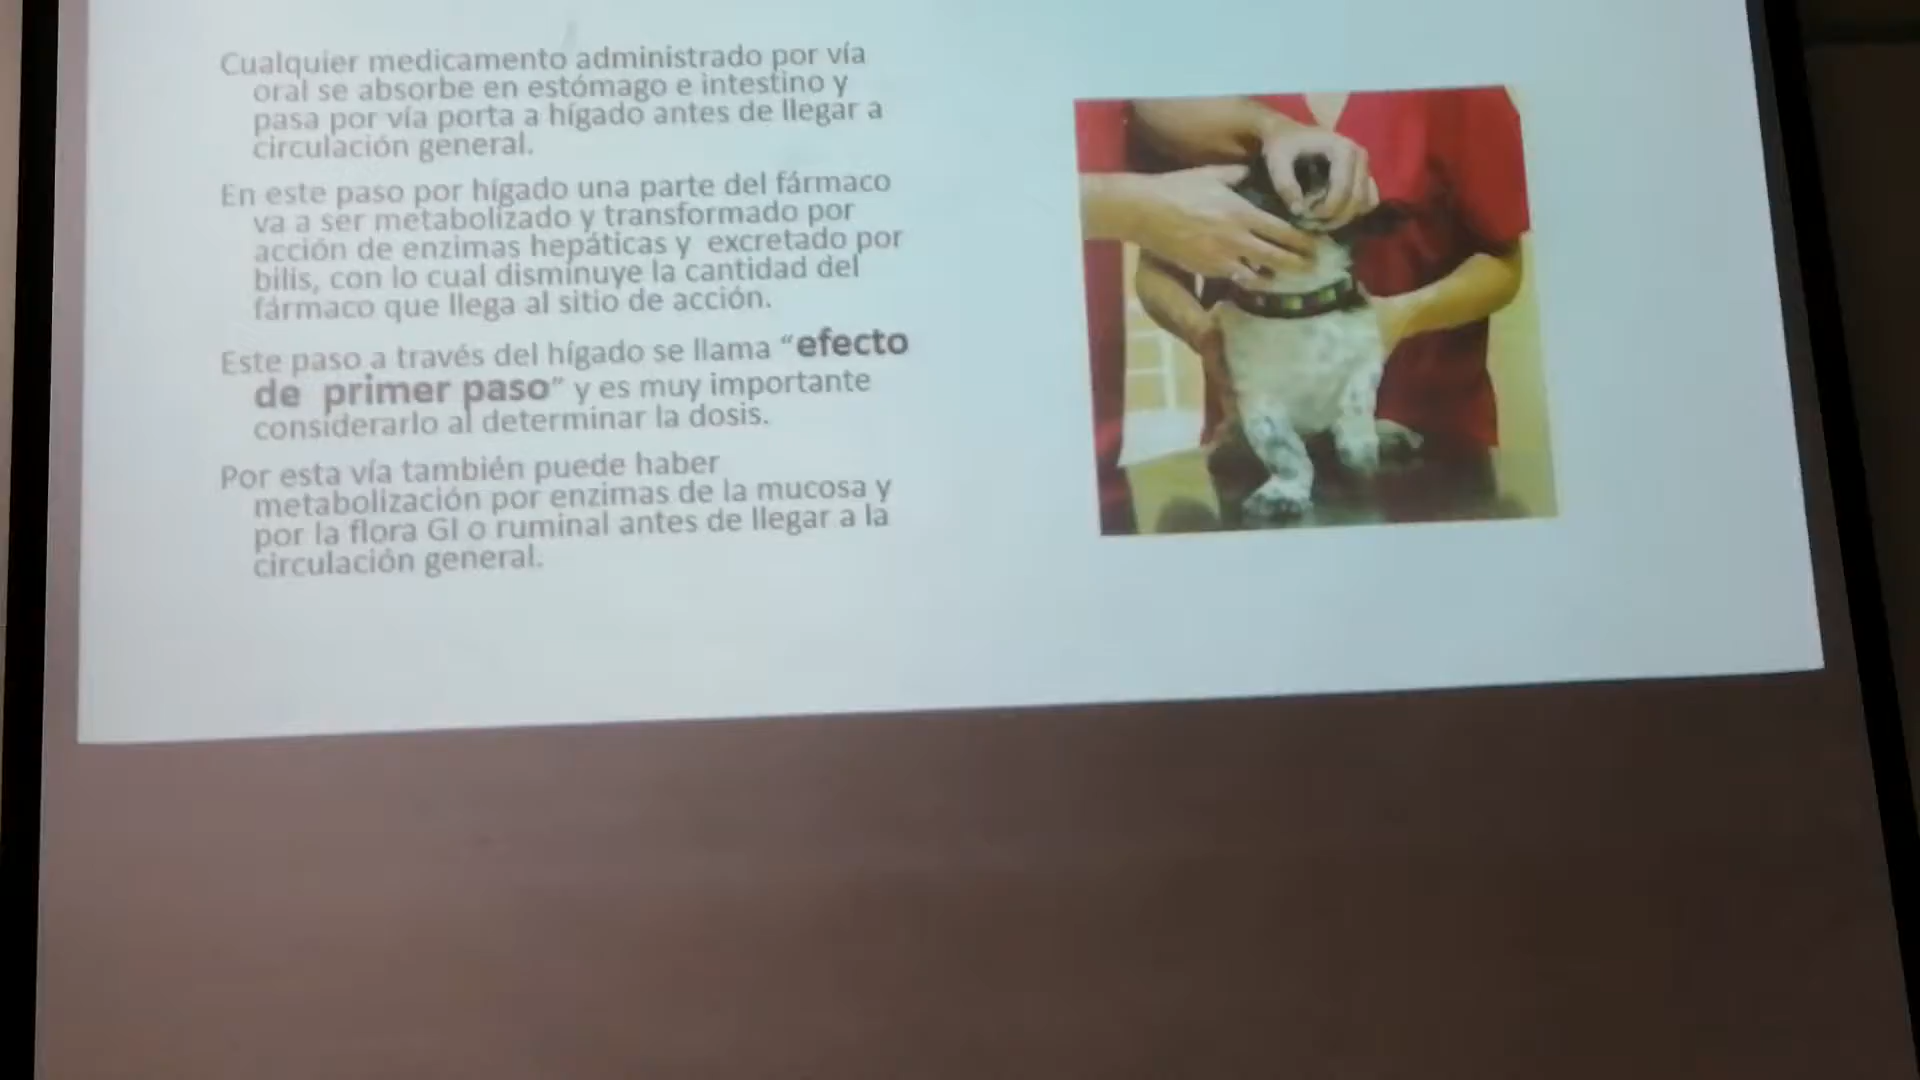 Cualquier medicamento administrado por vía
oral se absorbe en estómago e intestino y
pasa por vía porta a hígado antes de llegar a
circulación general.
En este paso por hígado una parte del fármaco
va a ser metabolizado y transformado por
acción de enzimas hepáticas y excretado por
bilis, con lo cual disminuye la cantidad del
fármaco que llega al sitio de acción.
Este paso a través del hígado se llama “efecto
de primer paso” y es muy importante
considerarlo al determinar la dosis.
Por esta vía también puede haber
metabolización por enzimas de la mucosa y
por la flora GI o ruminal antes de llegar a la
circulación general.